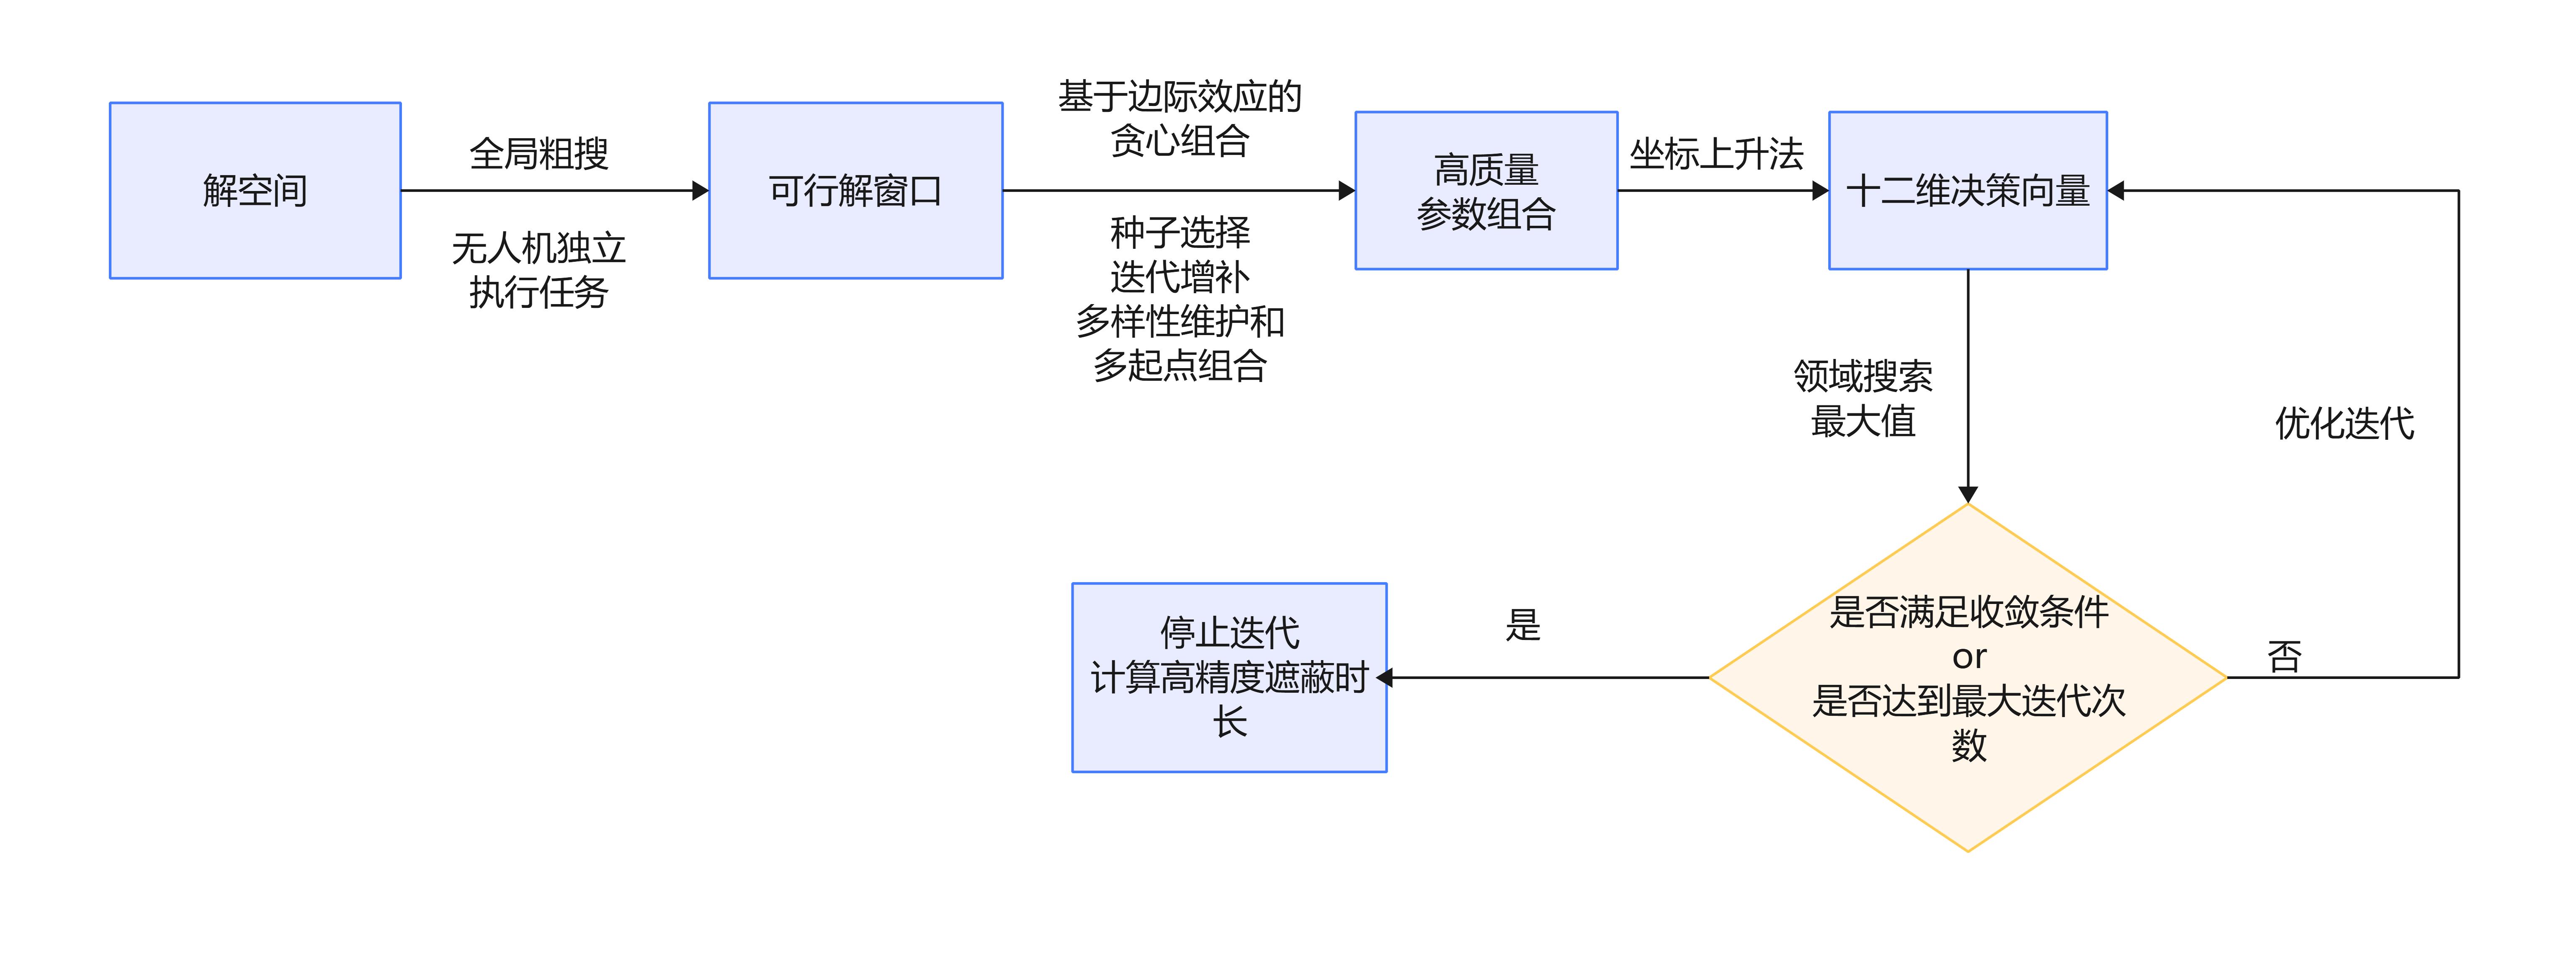 解空间
全局粗搜
无人机独立
执行任务
可行解窗口
基于边际效应的
贪心组合
种子选择
迭代增补
多样性维护和
多起点组合
高质量
参数组合
坐标上升法
十二维决策向量
领域搜索
最大值
优化迭代
是否满足收敛条件
or
是否达到最大迭代次
数
否
是
停止迭代
计算高精度遮蔽时
长